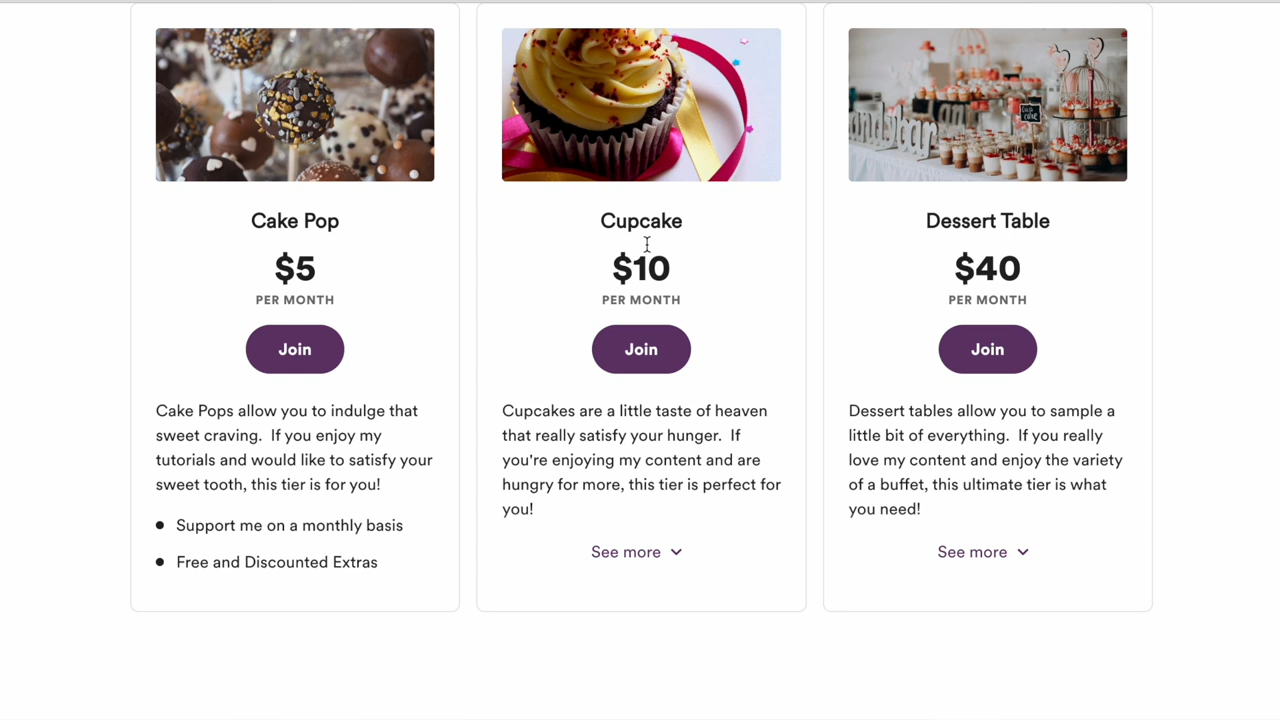 Cake Pop
$5
PER MONTH
Join
Cake Pops allow you to indulge that
sweet craving.  If you enjoy my
tutorials and would like to satisfy your
sweet tooth, this tier is for you!
Support me on a monthly basis
Free and Discounted Extras
Cupcake
$10
PER MONTH
Join
Cupcakes are a little taste of heaven
that really satisfy your hunger.  If
you're enjoying my content and are
hungry for more, this tier is perfect for
you!
See more
Dessert Table
$40
PER MONTH
Join
Dessert tables allow you to sample a
little bit of everything.  If you really
love my content and enjoy the variety
of a buffet, this ultimate tier is what
you need!
See more